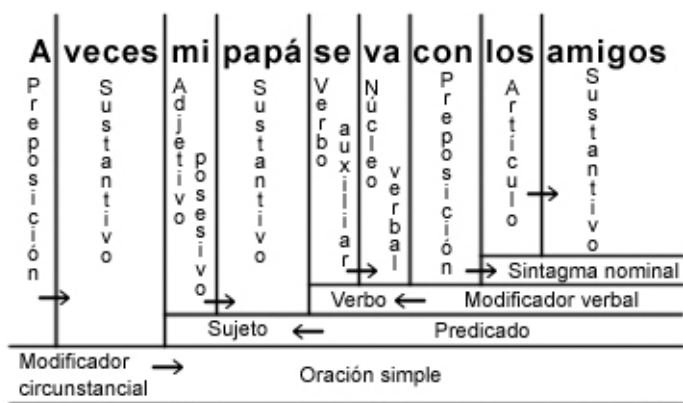 A veces mi papá se va con los amigos
Preposición
Sustantivo
Adjetivo
posesivo
Sustantivo
Verbo
auxiliar
Núcleo
verbal
Preposición
Artículo
Sustantivo
Sintagma nominal
Verbo
Modificador verbal
Sujeto
Predicado
Modificador
circunstancial
Oración simple